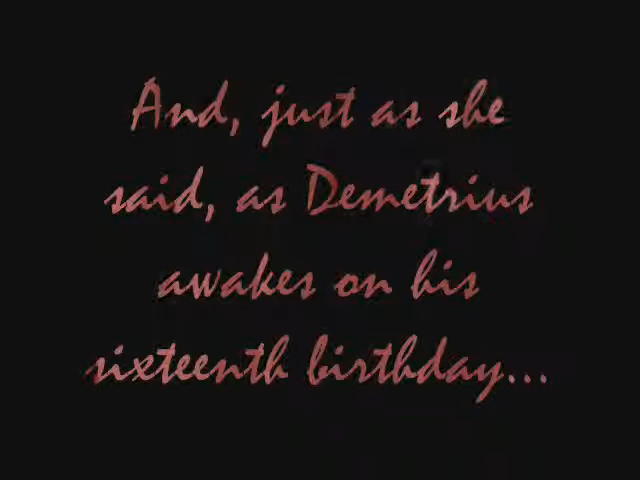 And, just as she
said, as Demetrius
awakes on his
sixteenth birthday...